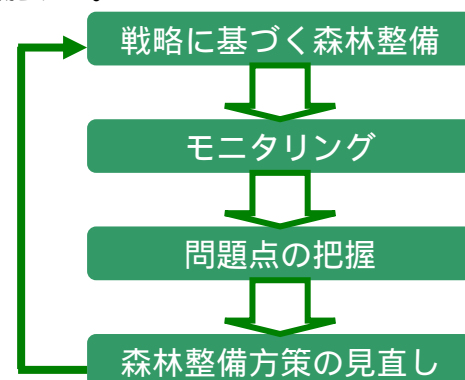 戦略に基づく森林整備
モニタリング
問題点の把握
森林整備方策の見直し